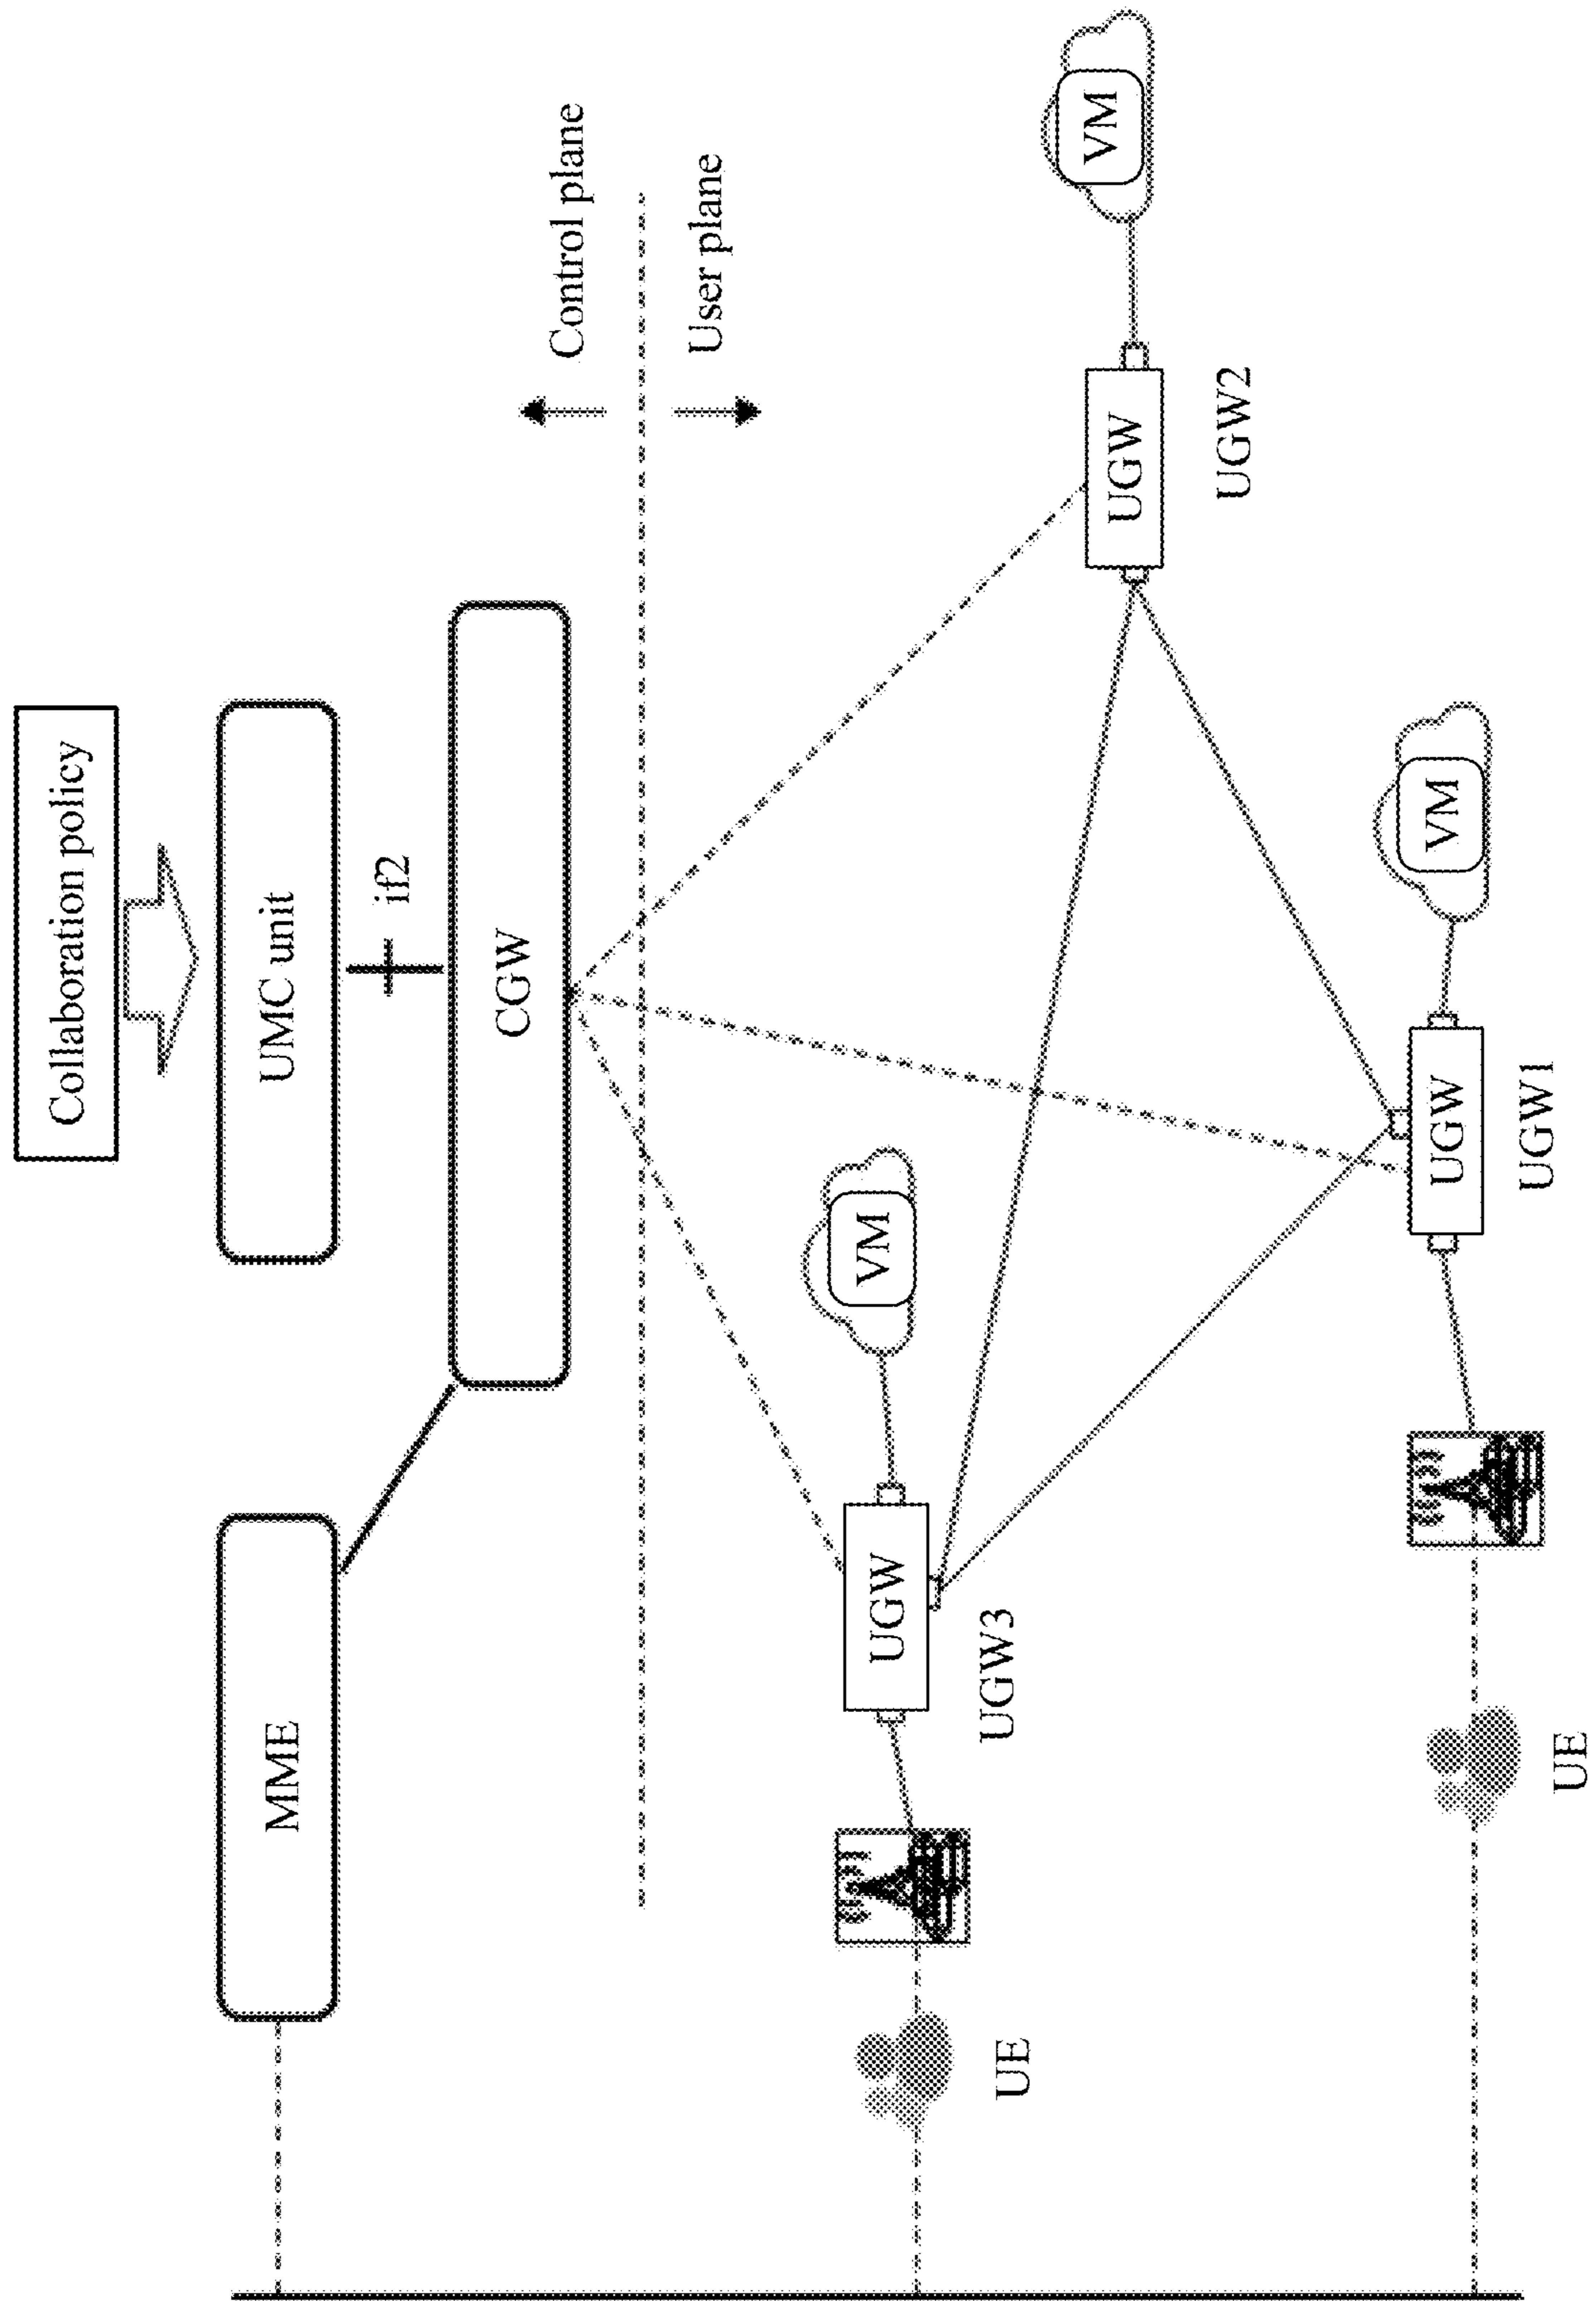 Collaboration policy
MME
UMC unit
if2
CGW
Control plane
User plane
UGW
UGW3
VM
UE
UGW
UGW2
VM
UGW
UGW1
VM
UE